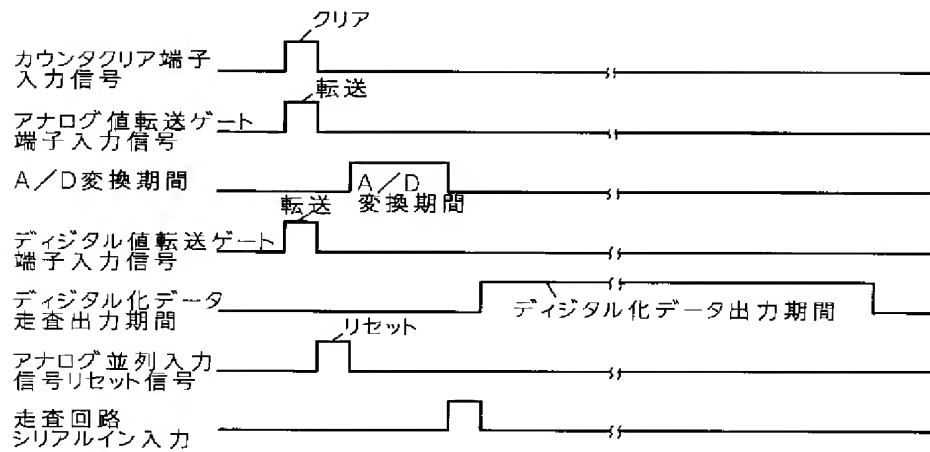 クリア
カウンタクリア端子
入力信号
転送
アナログ値転送ゲート
端子入力信号
A／D変換期間
A／D
変換期間
転送
ディジタル値転送ゲート
端子入力信号
ディジタル化データ
走査出力期間
ディジタル化データ出力期間
リセット
アナログ並列入力
信号リセット信号
走査回路
シリアルイン入力